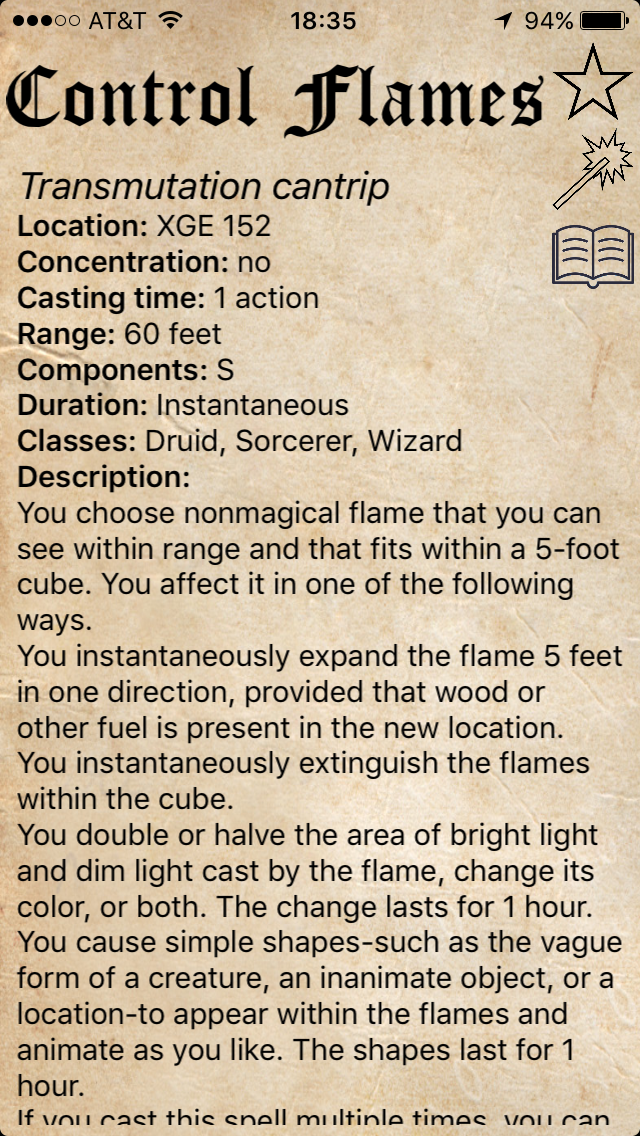 AT&T 18:35 94%
Control Flames
Transmutation cantrip
Location: XGE 152
Concentration: no
Casting time: 1 action
Range: 60 feet
Components: S
Duration: Instantaneous
Classes: Druid, Sorcerer, Wizard
Description:
You choose nonmagical flame that you can
see within range and that fits within a 5-foot
cube. You affect it in one of the following
ways.
You instantaneously expand the flame 5 feet
in one direction, provided that wood or
other fuel is present in the new location.
You instantaneously extinguish the flames
within the cube.
You double or halve the area of bright light
and dim light cast by the flame, change its
color, or both. The change lasts for 1 hour.
You cause simple shapes-such as the vague
form of a creature, an inanimate object, or a
location-to appear within the flames and
animate as you like. The shapes last for 1
hour.
If you cast this spell multiple times, you can